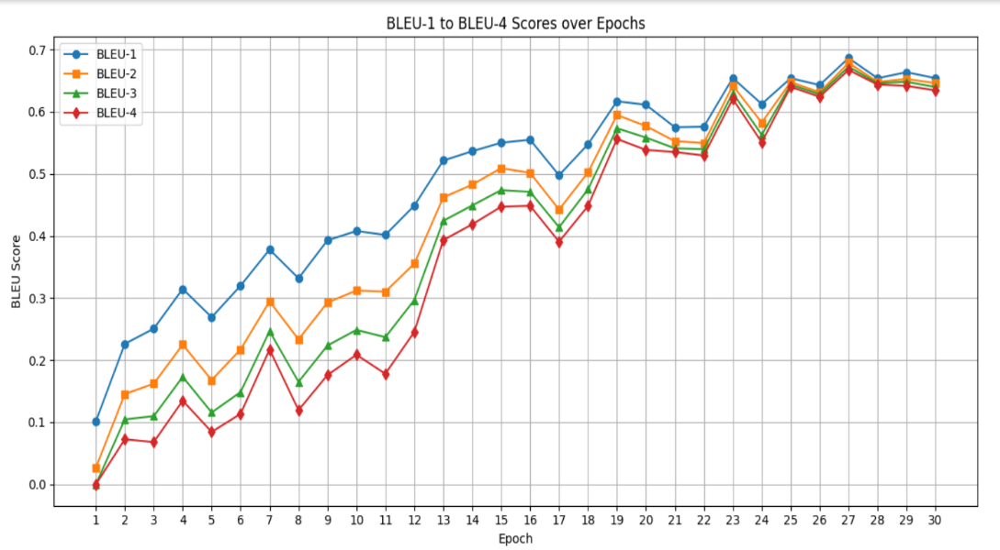 BLEU-1 to BLEU-4 Scores over Epochs
BLEU-1
BLEU-2
BLEU-3
BLEU-4
BLEU Score
0.7
0.6
0.5
0.4
0.3
0.2
0.1
0.0
1 2 3 4 5 6 7 8 9 10 11 12 13 14 15 16 17 18 19 20 21 22 23 24 25 26 27 28 29 30
Epoch